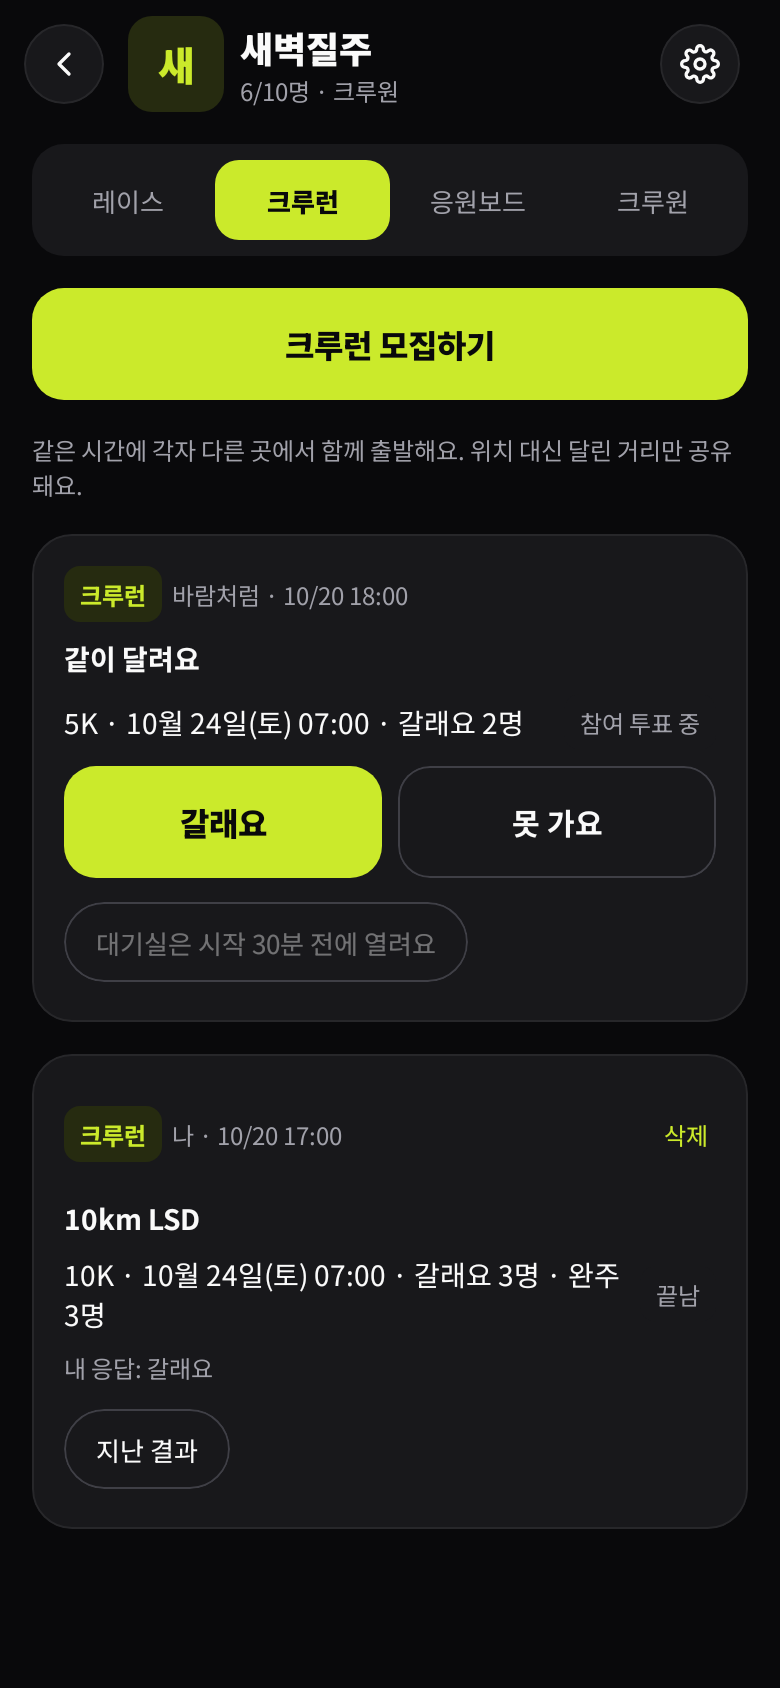 새
새벽질주
6/10명 · 크루원
레이스
크루런
응원보드
크루원
크루런 모집하기
같은 시간에 각자 다른 곳에서 함께 출발해요. 위치 대신 달린 거리만 공유
돼요.
크루런 바람처럼 · 10/20 18:00
같이 달려요
5K · 10월 24일(토) 07:00 · 갈래요 2명 참여 투표 중
갈래요
못 가요
대기실은 시작 30분 전에 열려요
크루런 나 · 10/20 17:00 삭제
10km LSD
10K · 10월 24일(토) 07:00 · 갈래요 3명 · 완주
3명
끝남
내 응답: 갈래요
지난 결과